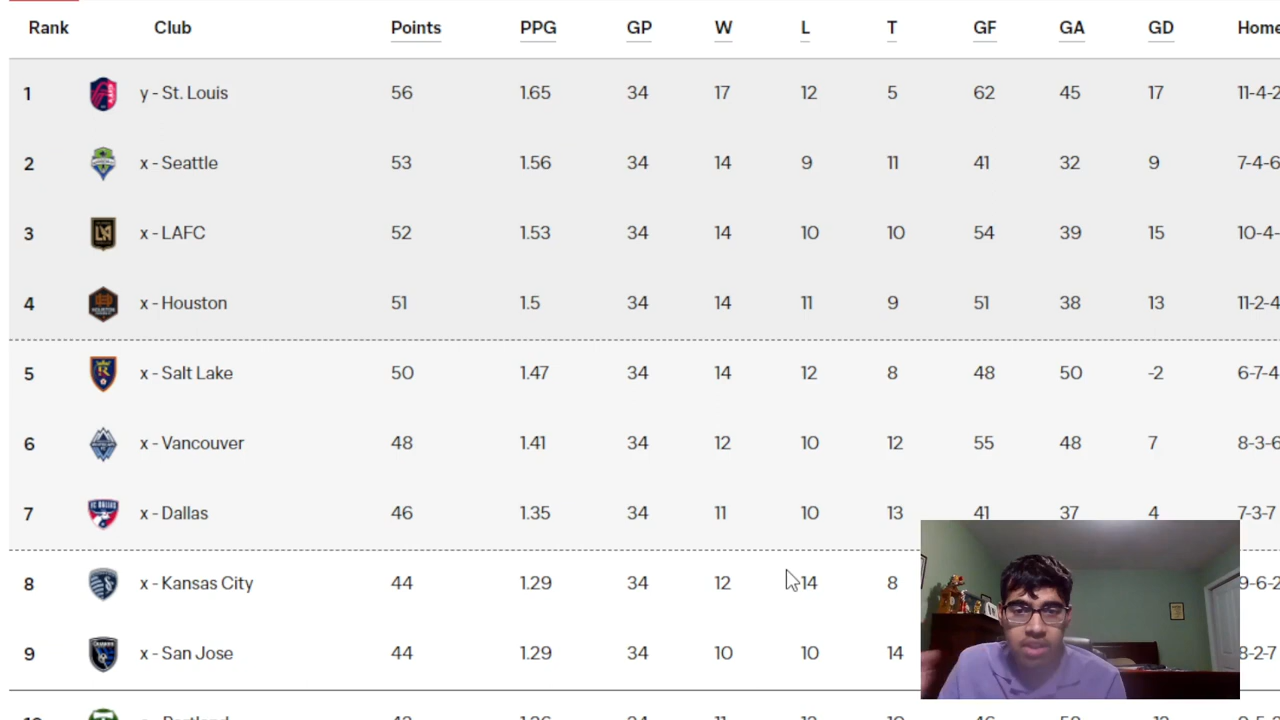 Rank Club Points PPG GP W L T GF GA GD Home
1 y - St. Louis 56 1.65 34 17 12 5 62 45 17 11-4-2
2 x - Seattle 53 1.56 34 14 9 11 41 32 9 7-4-6
3 x - LAFC 52 1.53 34 14 10 10 54 39 15 10-4-
4 x - Houston 51 1.5 34 14 11 9 51 38 13 11-2-4
5 x - Salt Lake 50 1.47 34 14 12 8 48 50 -2 6-7-4
6 x - Vancouver 48 1.41 34 12 10 12 55 48 7 8-3-6
7 x - Dallas 46 1.35 34 11 10 13 41 37 4 7-3-7
8 x - Kansas City 44 1.29 34 12 14 8 9-6-2
9 x - San Jose 44 1.29 34 10 10 14 8-2-7